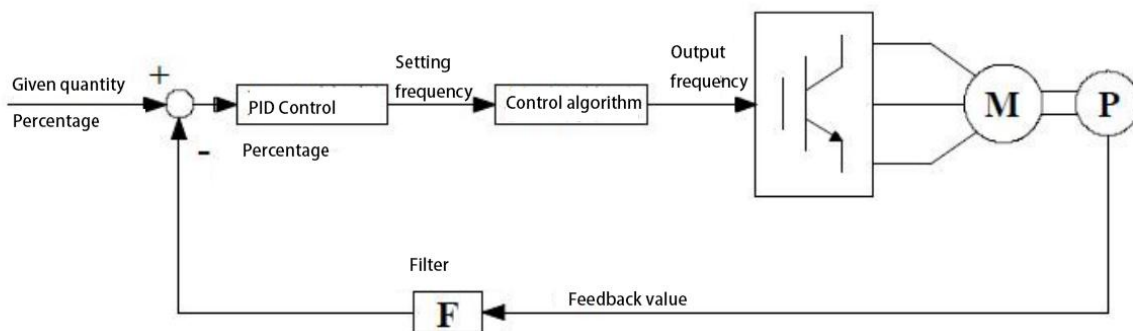 Given quantity
Percentage
+
-
PID Control
Percentage
Setting
frequency
Control algorithm
Output
frequency
M
P
Filter
F
Feedback value